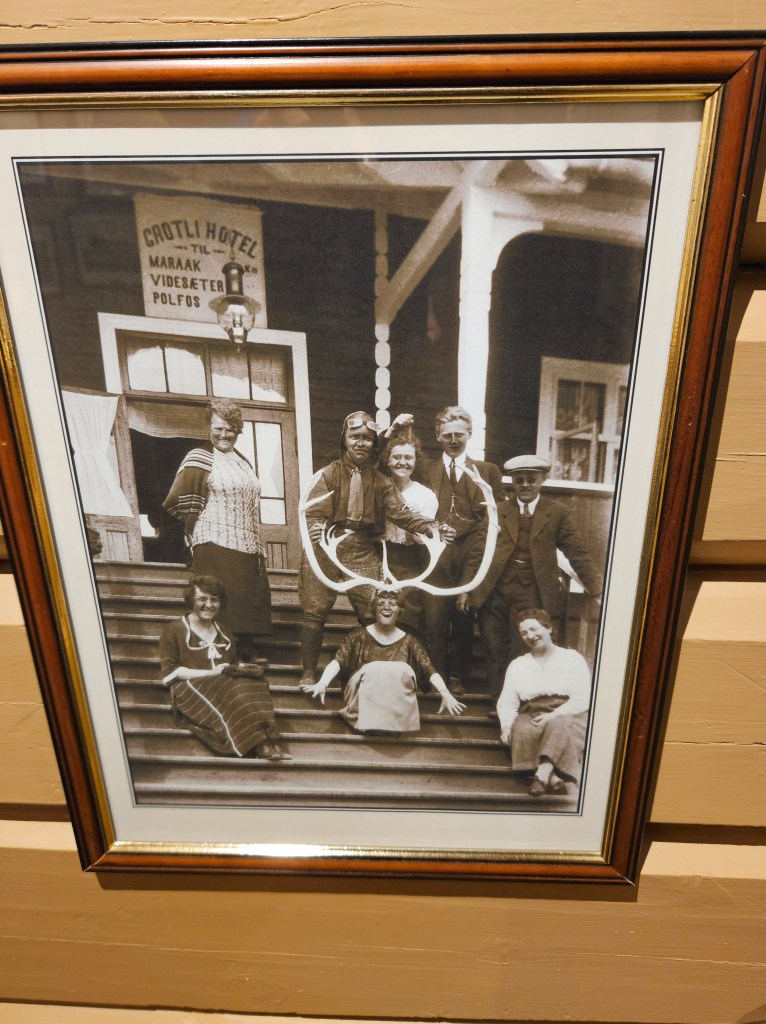 GROTLI HOTEL
TIL
MARAAK
VIDESÆTER
POLFOS